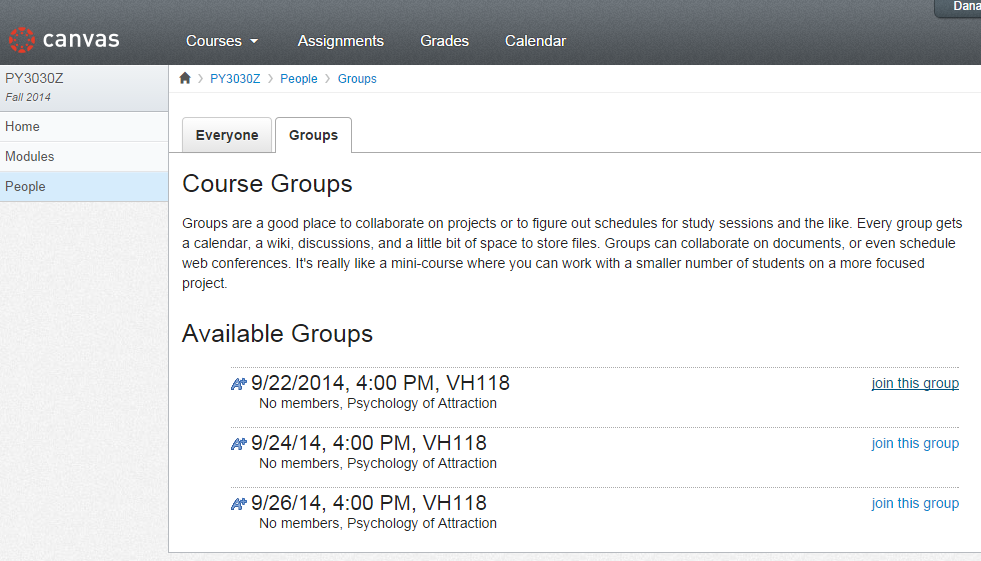 Dana
canvas
Courses
Assignments
Grades
Calendar
PY3030Z
Fall 2014
Home
Modules
People
PY3030Z > People > Groups
Everyone
Groups
Course Groups
Groups are a good place to collaborate on projects or to figure out schedules for study sessions and the like. Every group gets
a calendar, a wiki, discussions, and a little bit of space to store files. Groups can collaborate on documents, or even schedule
web conferences. It's really like a mini-course where you can work with a smaller number of students on a more focused
project.
Available Groups
A+ 9/22/2014, 4:00 PM, VH118
join this group
No members, Psychology of Attraction
A+ 9/24/14, 4:00 PM, VH118
join this group
No members, Psychology of Attraction
A+ 9/26/14, 4:00 PM, VH118
join this group
No members, Psychology of Attraction